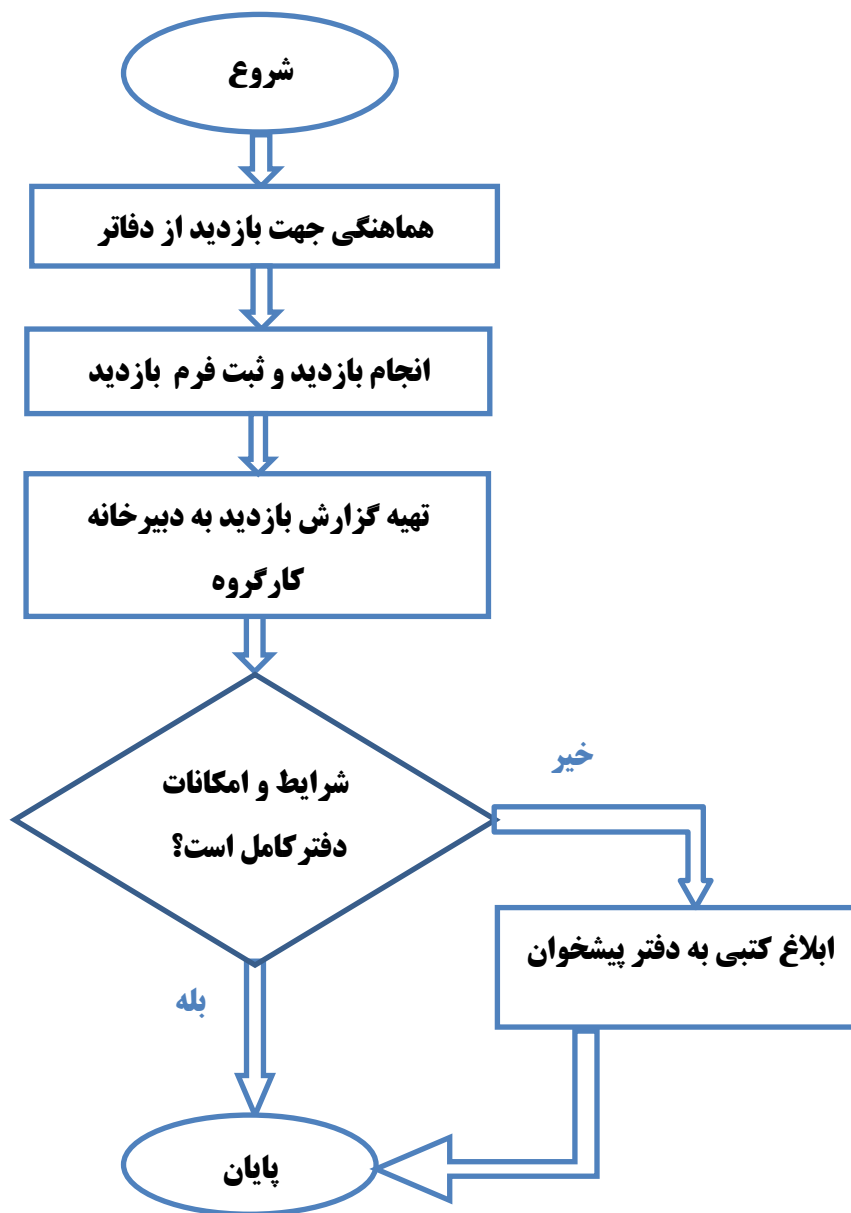 شروع
هماهنگی جهت بازدید از دفاتر
انجام بازدید و ثبت فرم بازدید
تهیه گزارش بازدید به دبیرخانه
کارگروه
شرایط و امکانات
دفترکامل است؟
خیر
ابلاغ کتبی به دفتر پیشخوان
بله
پایان